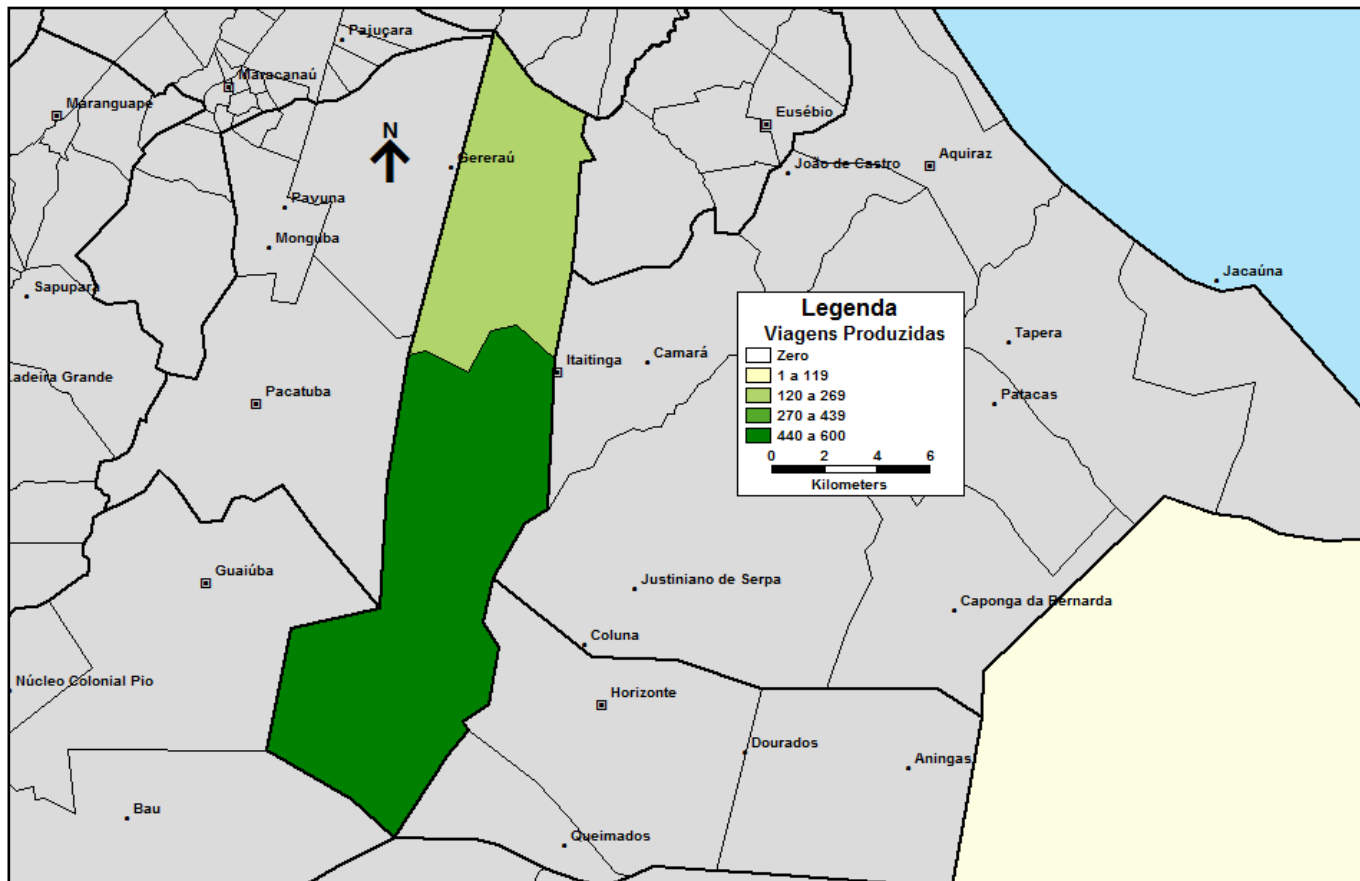 Pajuçara
Maracanaú
Maranguape
Eusébio
N
Gereraú
João de Castro
Aquiraz
Pavuna
Monguba
Jacaúna
Sapupara
Legenda
Viagens Produzidas
Zero
1 a 119
120 a 269
270 a 439
440 a 600
0 2 4 6
Kilometers
Tapera
Itaitinga
Camará
Ladeira Grande
Pacatuba
Patacas
Guaiúba
Justiniano de Serpa
Caponga da Bernarda
Coluna
Núcleo Colonial Pio
Horizonte
Dourados
Aningas
Bau
Queimados